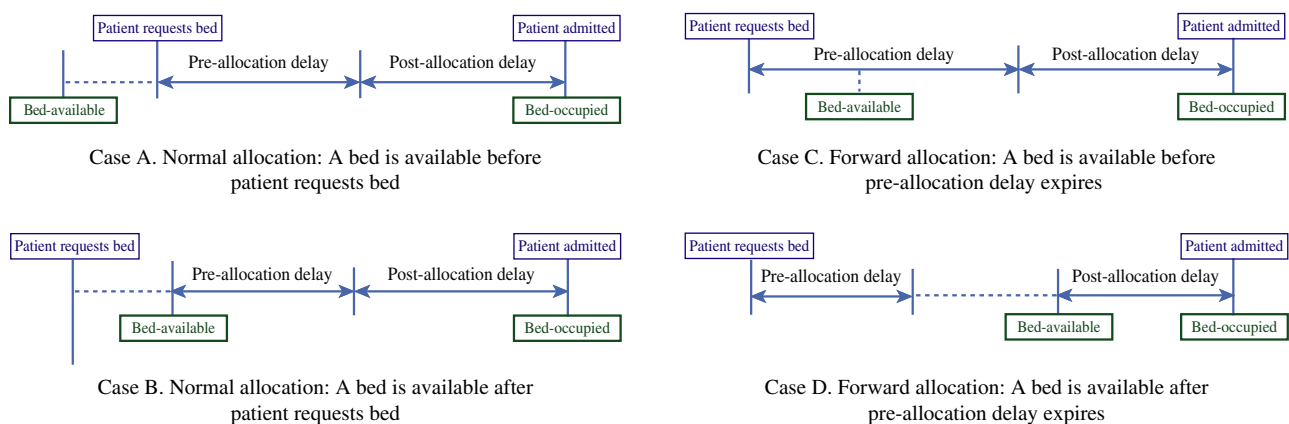 Patient requests bed
Patient admitted
Pre-allocation delay
Post-allocation delay
Bed-available
Bed-occupied
Case A. Normal allocation: A bed is available before
patient requests bed
Patient requests bed
Patient admitted
Pre-allocation delay
Post-allocation delay
Bed-available
Bed-occupied
Case B. Normal allocation: A bed is available after
patient requests bed
Patient requests bed
Patient admitted
Pre-allocation delay
Post-allocation delay
Bed-available
Bed-occupied
Case C. Forward allocation: A bed is available before
pre-allocation delay expires
Patient requests bed
Patient admitted
Pre-allocation delay
Post-allocation delay
Bed-available
Bed-occupied
Case D. Forward allocation: A bed is available after
pre-allocation delay expires